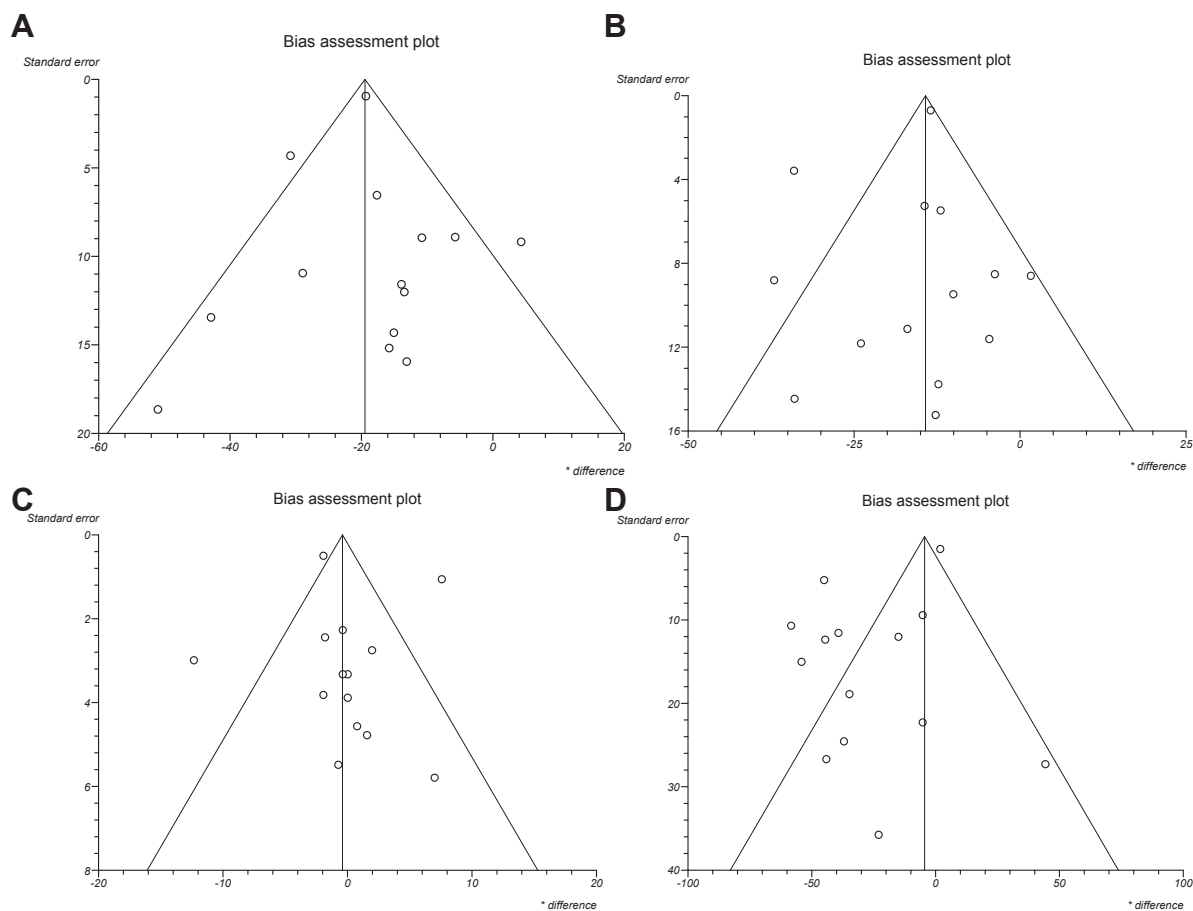 A
Bias assessment plot
Standard error
0
5
10
15
20
-60 -40 -20 0 20
* difference
B
Bias assessment plot
Standard error
0
4
8
12
16
-50 -25 0 25
* difference
C
Bias assessment plot
Standard error
0
2
4
6
8
-20 -10 0 10 20
* difference
D
Bias assessment plot
Standard error
0
10
20
30
40
-100 -50 0 50 100
* difference